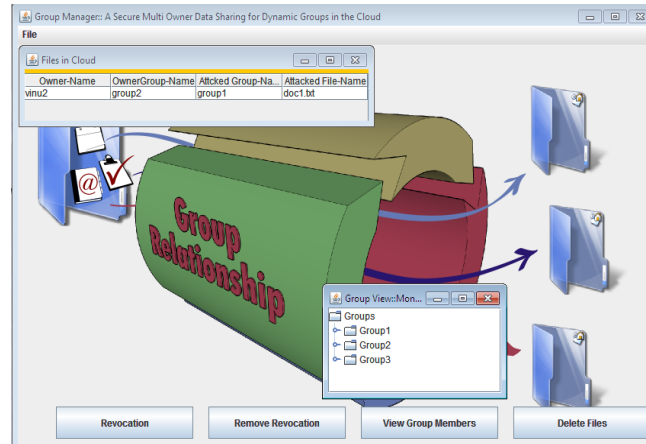 Group Manager:: A Secure Multi Owner Data Sharing for Dynamic Groups in the Cloud
File
Files in Cloud
Owner-Name OwnerGroup-Name Attcked Group-Na... Attacked File-Name
vinu2 group2 group1 doc1.txt
@
Group
Relationship
Group View::Mon...
Groups
Group1
Group2
Group3
Revocation Remove Revocation View Group Members Delete Files